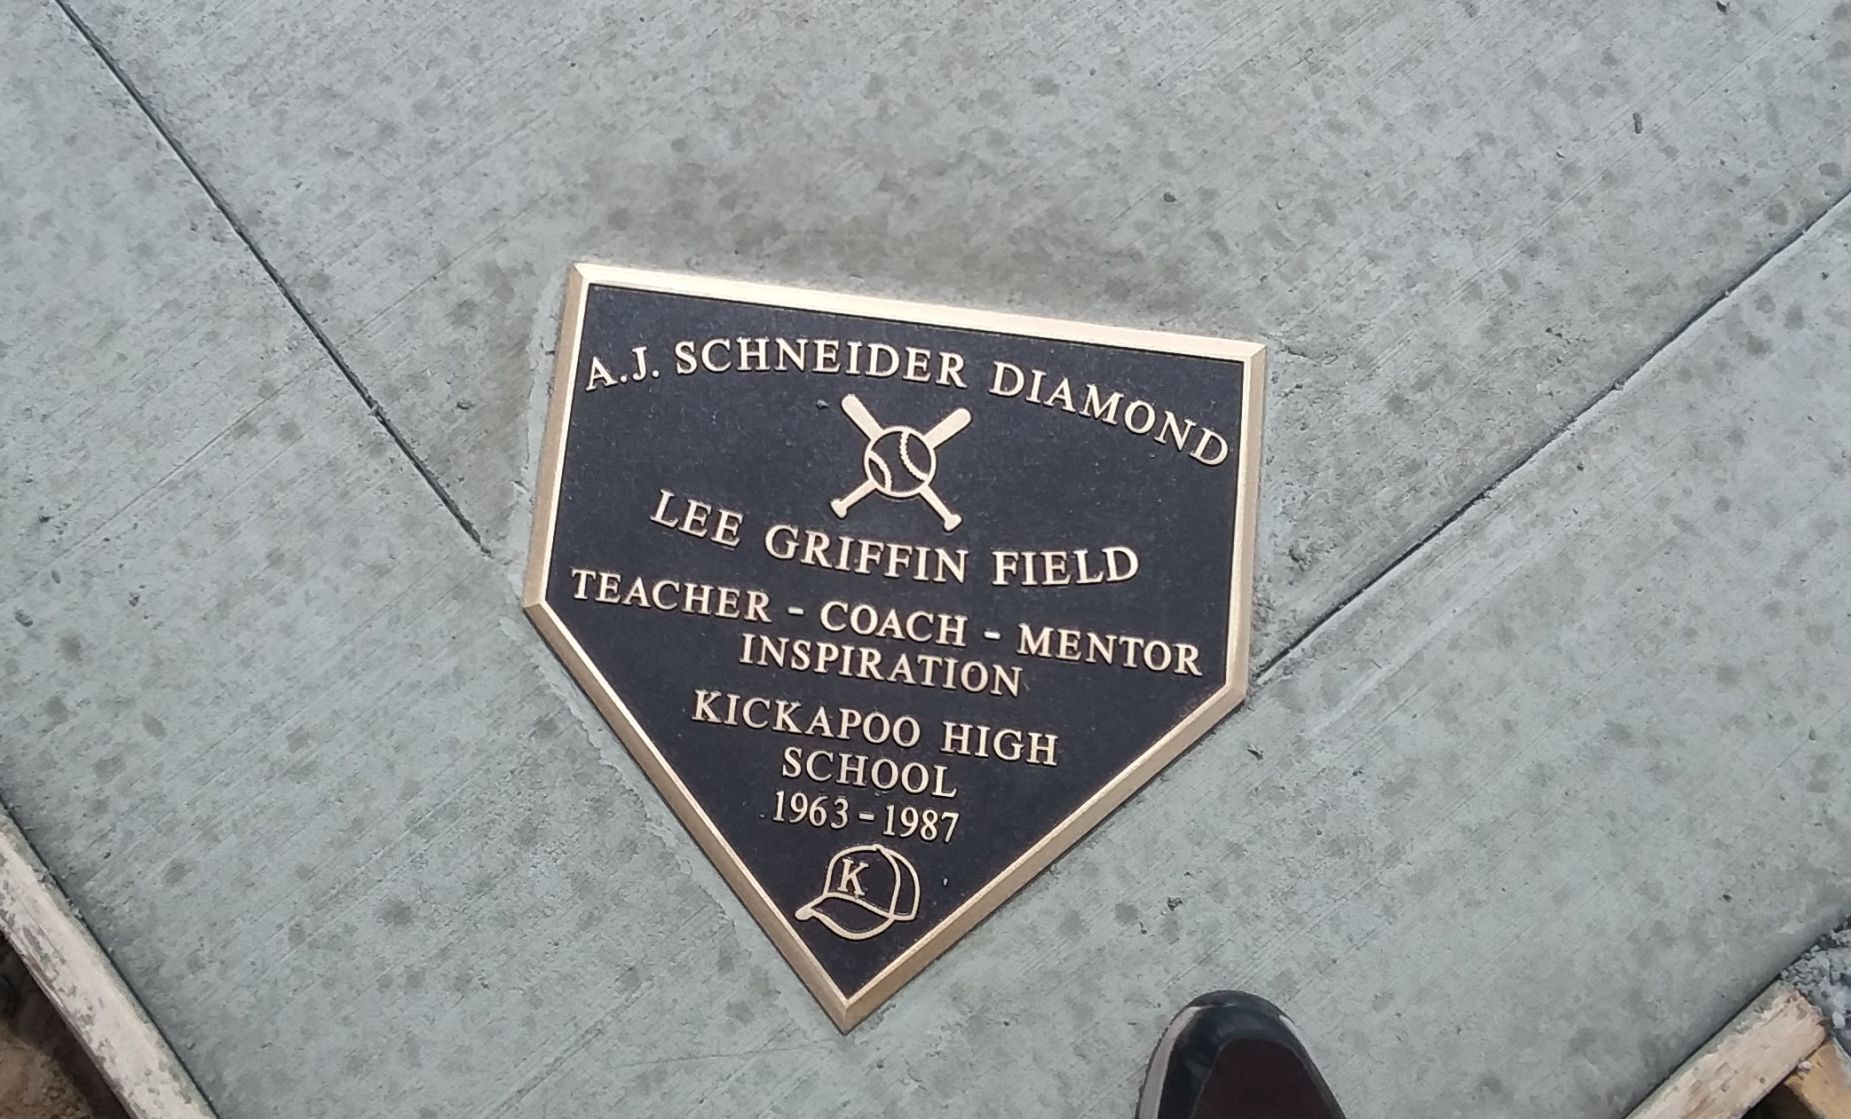 A.J. SCHNEIDER DIAMOND
LEE GRIFFIN FIELD
TEACHER - COACH - MENTOR
INSPIRATION
KICKAPOO HIGH
SCHOOL
1963 - 1987
K